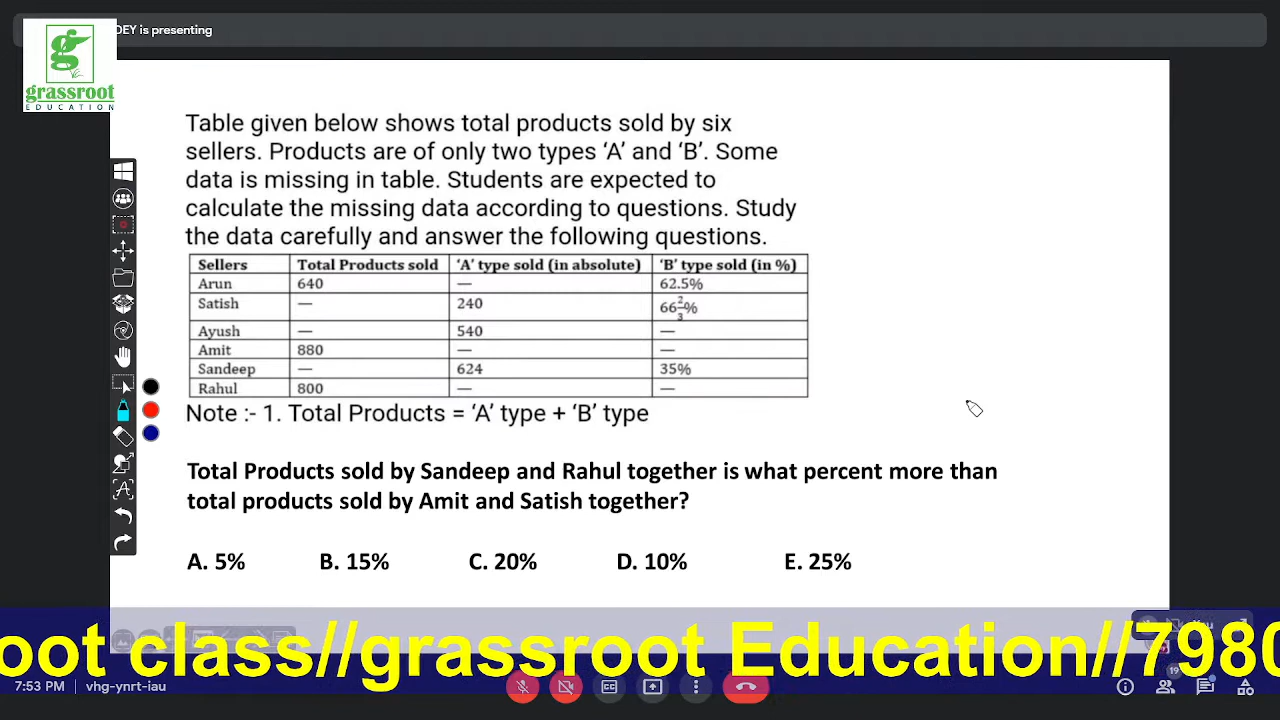 DEY is presenting
grassroot
EDUCATION
Table given below shows total products sold by six
sellers. Products are of only two types ‘A’ and ‘B’. Some
data is missing in table. Students are expected to
calculate the missing data according to questions. Study
the data carefully and answer the following questions.
Sellers Total Products sold ‘A’ type sold (in absolute) ‘B’ type sold (in %)
Arun 640 — 62.5%
Satish — 240 66 2/3%
Ayush — 540 —
Amit 880 — —
Sandeep — 624 35%
Rahul 800 — —
Note :- 1. Total Products = ‘A’ type + ‘B’ type
Total Products sold by Sandeep and Rahul together is what percent more than
total products sold by Amit and Satish together?
A. 5% B. 15% C. 20% D. 10% E. 25%
oot class//grassroot Education//7980
7:53 PM vhg-ynrt-iau
19